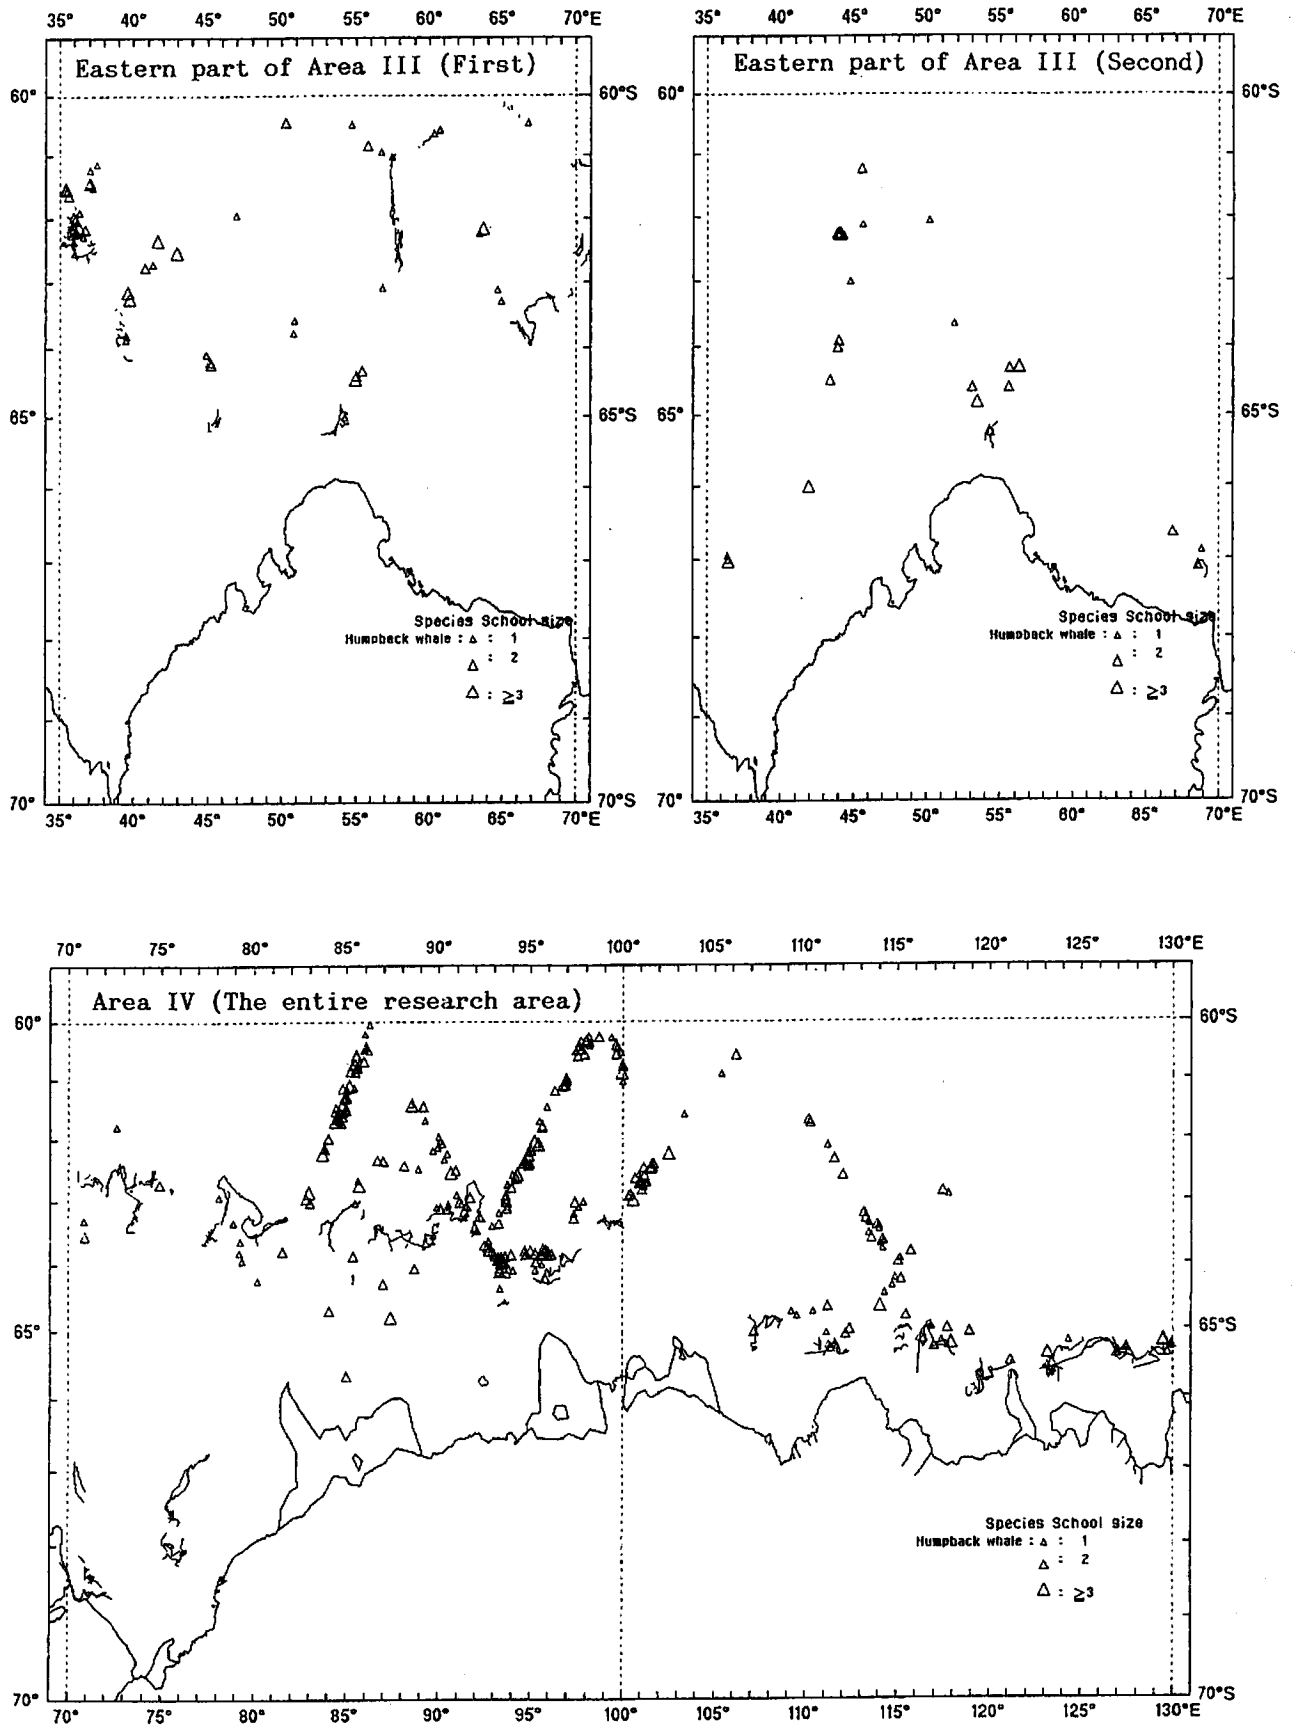 35° 40° 45° 50° 55° 60° 65° 70°E
Eastern part of Area III (First)
60° 60°S
65° 65°S
Species School size
Humpback whale : △ : 1
△ : 2
△ : ≥3
70° 70°S
35° 40° 45° 50° 55° 60° 65° 70°E
35° 40° 45° 50° 55° 60° 65° 70°E
Eastern part of Area III (Second)
60° 60°S
65° 65°S
Species School size
Humpback whale : △ : 1
△ : 2
△ : ≥3
70° 70°S
35° 40° 45° 50° 55° 60° 65° 70°E
70° 75° 80° 85° 90° 95° 100° 105° 110° 115° 120° 125° 130°E
Area IV (The entire research area)
60° 60°S
65° 65°S
Species School size
Humpback whale : △ : 1
△ : 2
△ : ≥3
70° 70°S
70° 75° 80° 85° 90° 95° 100° 105° 110° 115° 120° 125° 130°E